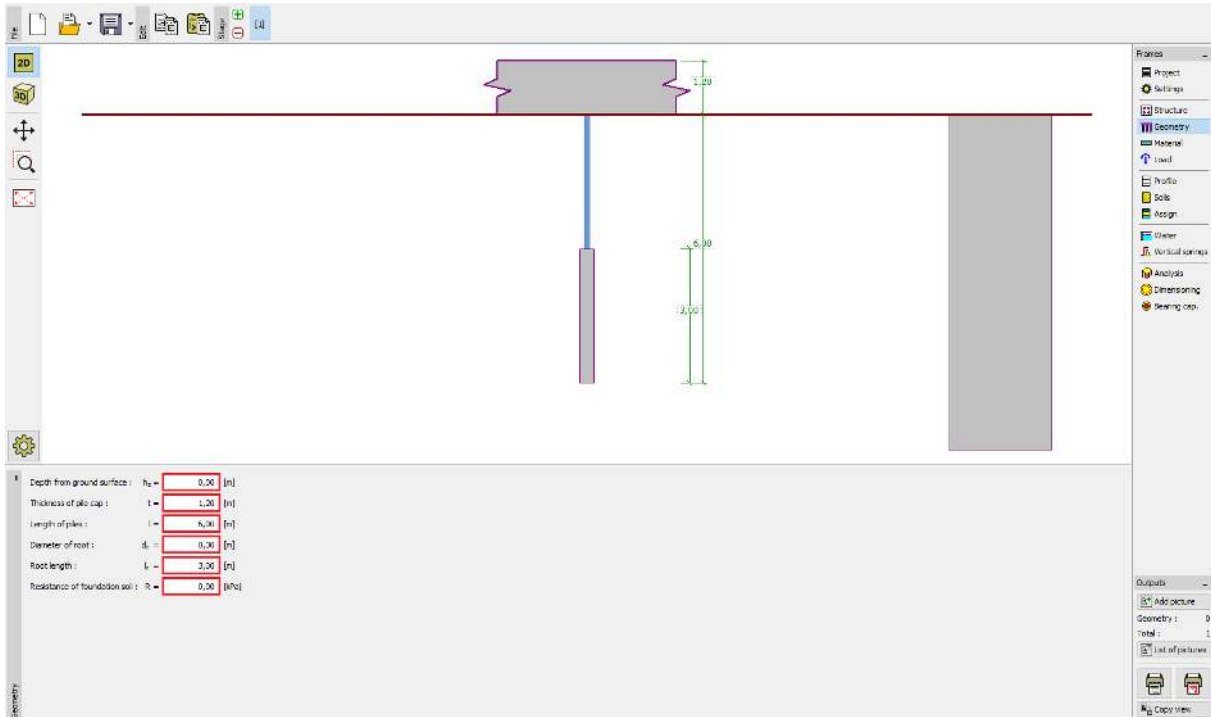 File
Edit
Stage
[1]
2D
3D
1,20
6,00
3,00
Frames
Project
Settings
Structure
Geometry
Material
Load
Profile
Soils
Assign
Water
Vertical springs
Analysis
Dimensioning
Bearing cap.
Depth from ground surface : hz = 0,00 [m]
Thickness of pile cap : t = 1,20 [m]
Length of piles : l = 6,00 [m]
Diameter of root : dr = 0,30 [m]
Root length : lr = 3,00 [m]
Resistance of foundation soil : R = 0,00 [kPa]
Geometry
Outputs
Add picture
Geometry : 0
Total : 1
List of pictures
Copy view